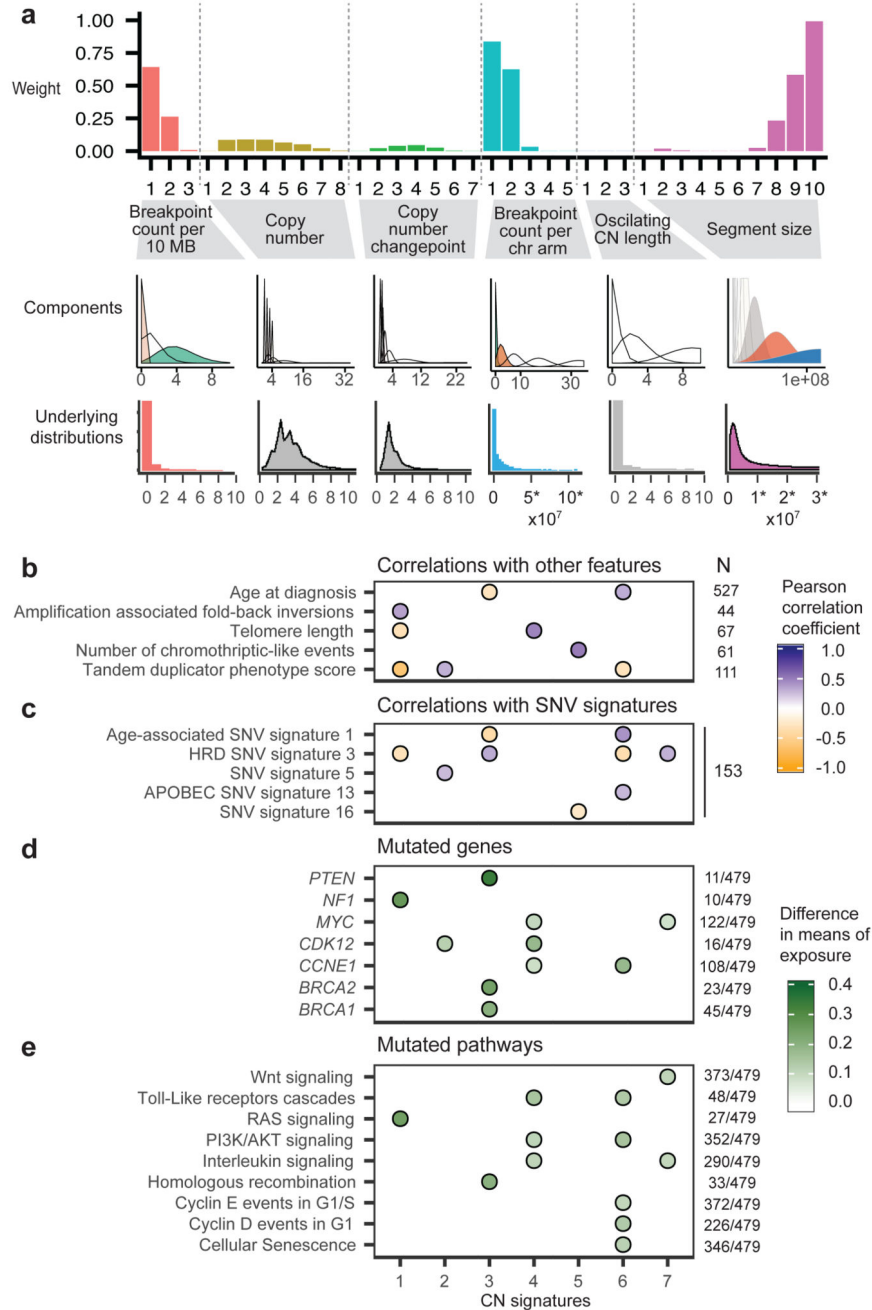 a
1.00
0.75
Weight 0.50
0.25
0.00
1 2 3 1 2 3 4 5 6 7 8 1 2 3 4 5 6 7 1 2 3 4 5 1 2 3 1 2 3 4 5 6 7 8 9 10
Breakpoint count per 10 MB
Copy number
Copy number changepoint
Breakpoint count per chr arm
Oscilating CN length
Segment size
Components
0 4 8
4 16 32
4 12 22
0 10 30
0 4 8
1e+08
Underlying distributions
0 2 4 6 8 10
0 2 4 6 8 10
0 2 4 6 8 10
0 5* 10*
x10⁷
0 2 4 6 8 10
0 1* 2* 3*
x10⁷
b
Correlations with other features
N
Age at diagnosis 527
Amplification associated fold-back inversions 44
Telomere length 67
Number of chromothriptic-like events 61
Tandem duplicator phenotype score 111
Pearson correlation coefficient
1.0
0.5
0.0
-0.5
-1.0
c
Correlations with SNV signatures
Age-associated SNV signature 1
HRD SNV signature 3
SNV signature 5
APOBEC SNV signature 13
SNV signature 16
153
d
Mutated genes
PTEN 11/479
NF1 10/479
MYC 122/479
CDK12 16/479
CCNE1 108/479
BRCA2 23/479
BRCA1 45/479
Difference in means of exposure
0.4
0.3
0.2
0.1
0.0
e
Mutated pathways
Wnt signaling 373/479
Toll-Like receptors cascades 48/479
RAS signaling 27/479
PI3K/AKT signaling 352/479
Interleukin signaling 290/479
Homologous recombination 33/479
Cyclin E events in G1/S 372/479
Cyclin D events in G1 226/479
Cellular Senescence 346/479
1 2 3 4 5 6 7
CN signatures